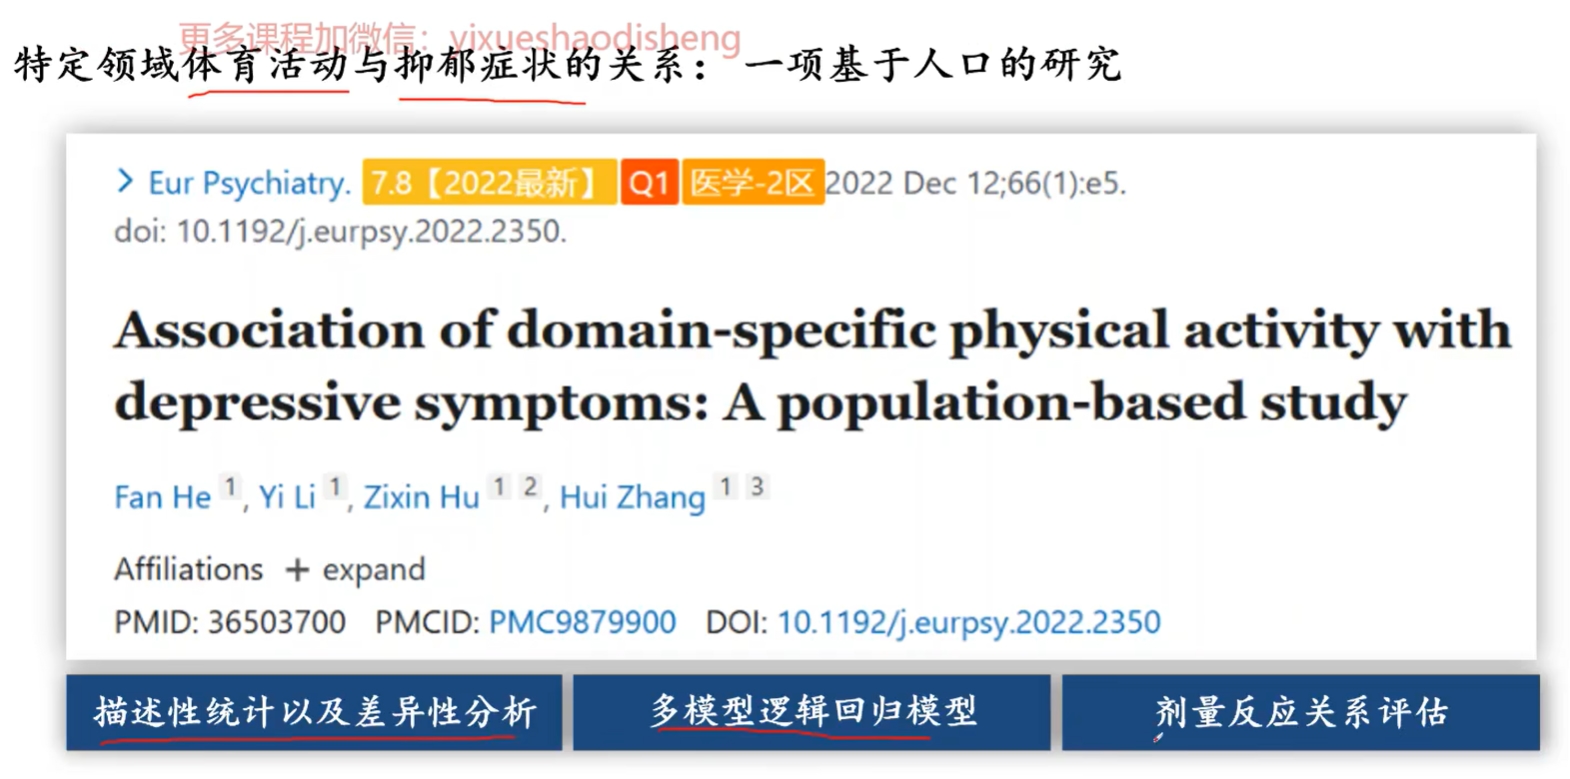 更多课程加微信：yixueshaodisheng
特定领域体育活动与抑郁症状的关系：一项基于人口的研究
> Eur Psychiatry. 7.8【2022最新】 Q1 医学-2区 2022 Dec 12;66(1):e5.
doi: 10.1192/j.eurpsy.2022.2350.
Association of domain-specific physical activity with
depressive symptoms: A population-based study
Fan He 1, Yi Li 1, Zixin Hu 1 2, Hui Zhang 1 3
Affiliations + expand
PMID: 36503700 PMCID: PMC9879900 DOI: 10.1192/j.eurpsy.2022.2350
描述性统计以及差异性分析
多模型逻辑回归模型
剂量反应关系评估